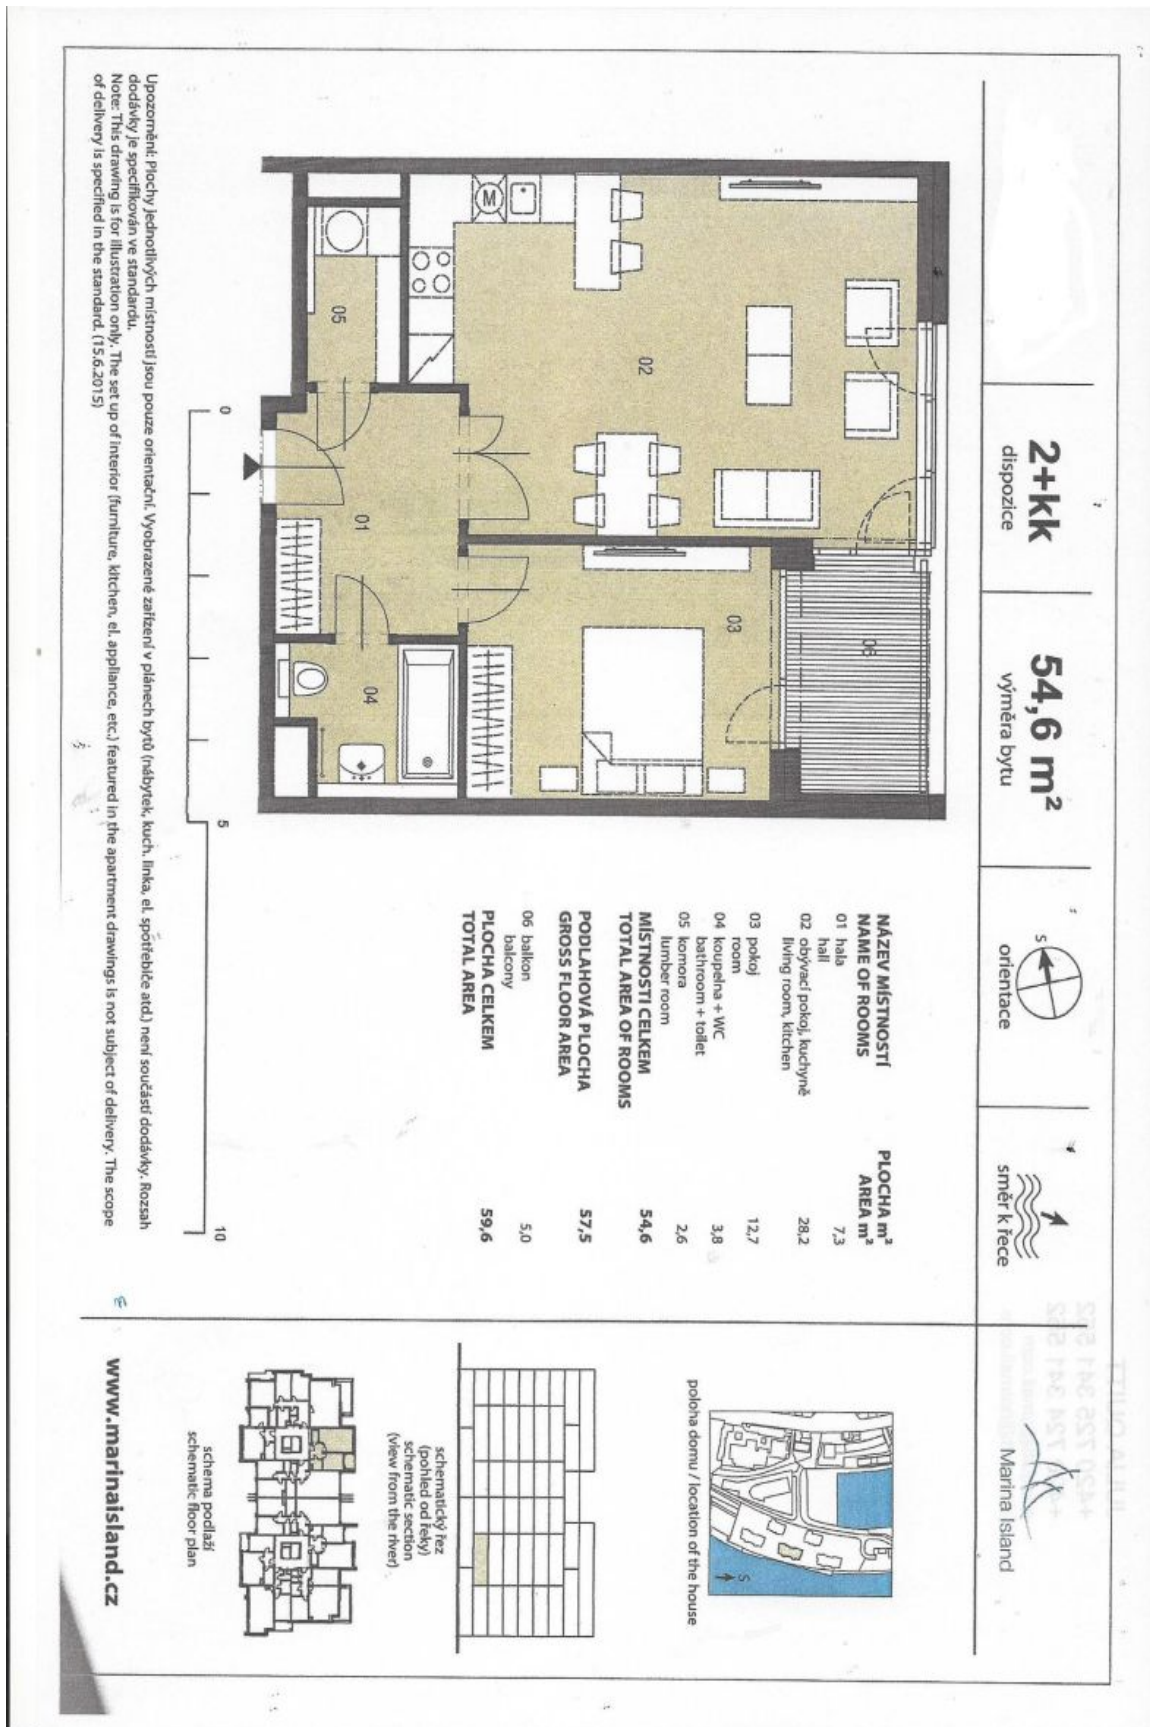 2+kk
dispozice
54,6 m²
výměra bytu
S
orientace
směr k řece
Marina Island
M
01
02
03
04
05
06
NÁZEV MÍSTNOSTÍ PLOCHA m²
NAME OF ROOMS AREA m²
01 hala 7,3
hall
02 obývací pokoj, kuchyně 28,2
living room, kitchen
03 pokoj 12,7
room
04 koupelna + WC 3,8
bathroom + toilet
05 komora 2,6
lumber room
MÍSTNOSTI CELKEM 54,6
TOTAL AREA OF ROOMS
PODLAHOVÁ PLOCHA 57,5
GROSS FLOOR AREA
06 balkon 5,0
balcony
PLOCHA CELKEM 59,6
TOTAL AREA
0 5 10
Upozornění: Plochy jednotlivých místností jsou pouze orientační. Vyobrazené zařízení v plánech bytů (nábytek, kuch. linka, el. spotřebiče atd.) není součástí dodávky. Rozsah
dodávky je specifikován ve standardu.
Note: This drawing is for illustration only. The set up of interior (furniture, kitchen, el. appliance, etc.) featured in the apartment drawings is not subject of delivery. The scope
of delivery is specified in the standard. (15.6.2015)
S
poloha domu / location of the house
schematický řez
(pohled od řeky)
schematic section
(view from the river)
schema podlaží
schematic floor plan
www.marinaisland.cz